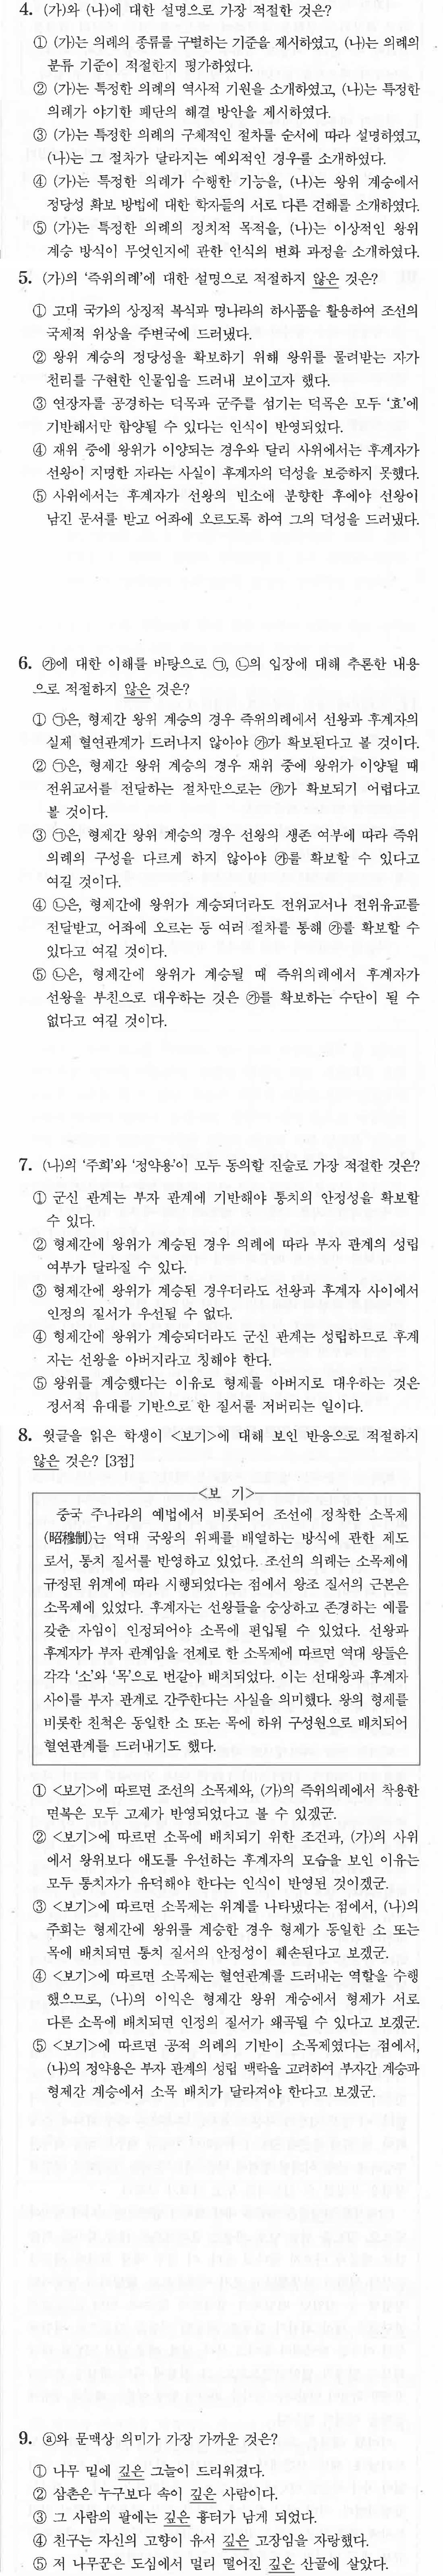 4. (가)와 (나)에 대한 설명으로 가장 적절한 것은?
① (가)는 의례의 종류를 구별하는 기준을 제시하였고, (나)는 의례의
분류 기준이 적절한지 평가하였다.
② (가)는 특정한 의례의 역사적 기원을 소개하였고, (나)는 특정한
의례가 야기한 폐단의 해결 방안을 제시하였다.
③ (가)는 특정한 의례의 구체적인 절차를 순서에 따라 설명하였고,
(나)는 그 절차가 달라지는 예외적인 경우를 소개하였다.
④ (가)는 특정한 의례가 수행한 기능을, (나)는 왕위 계승에서
정당성 확보 방법에 대한 학자들의 서로 다른 견해를 소개하였다.
⑤ (가)는 특정한 의례의 정치적 목적을, (나)는 이상적인 왕위
계승 방식이 무엇인지에 관한 인식의 변화 과정을 소개하였다.
5. (가)의 ‘즉위의례’에 대한 설명으로 적절하지 않은 것은?
① 고대 국가의 상징적 복식과 명나라의 하사품을 활용하여 조선의
국제적 위상을 주변국에 드러냈다.
② 왕위 계승의 정당성을 확보하기 위해 왕위를 물려받는 자가
천리를 구현한 인물임을 드러내 보이고자 했다.
③ 연장자를 공경하는 덕목과 군주를 섬기는 덕목은 모두 ‘효’에
기반해서만 함양될 수 있다는 인식이 반영되었다.
④ 재위 중에 왕위가 이양되는 경우와 달리 사위에서는 후계자가
선왕이 지명한 자라는 사실이 후계자의 덕성을 보증하지 못했다.
⑤ 사위에서는 후계자가 선왕의 빈소에 분향한 후에야 선왕이
남긴 문서를 받고 어좌에 오르도록 하여 그의 덕성을 드러냈다.
6. ㉮에 대한 이해를 바탕으로 ㉠, ㉡의 입장에 대해 추론한 내용
으로 적절하지 않은 것은?
① ㉠은, 형제간 왕위 계승의 경우 즉위의례에서 선왕과 후계자의
실제 혈연관계가 드러나지 않아야 ㉮가 확보된다고 볼 것이다.
② ㉠은, 형제간 왕위 계승의 경우 재위 중에 왕위가 이양될 때
전위교서를 전달하는 절차만으로는 ㉮가 확보되기 어렵다고
볼 것이다.
③ ㉠은, 형제간 왕위 계승의 경우 선왕의 생존 여부에 따라 즉위
의례의 구성을 다르게 하지 않아야 ㉮를 확보할 수 있다고
여길 것이다.
④ ㉡은, 형제간에 왕위가 계승되더라도 전위교서나 전위유교를
전달받고, 어좌에 오르는 등 여러 절차를 통해 ㉮를 확보할 수
있다고 여길 것이다.
⑤ ㉡은, 형제간에 왕위가 계승될 때 즉위의례에서 후계자가
선왕을 부친으로 대우하는 것은 ㉮를 확보하는 수단이 될 수
없다고 여길 것이다.
7. (나)의 ‘주희’와 ‘정약용’이 모두 동의할 진술로 가장 적절한 것은?
① 군신 관계는 부자 관계에 기반해야 통치의 안정성을 확보할
수 있다.
② 형제간에 왕위가 계승된 경우 의례에 따라 부자 관계의 성립
여부가 달라질 수 있다.
③ 형제간에 왕위가 계승된 경우더라도 선왕과 후계자 사이에서
인정의 질서가 우선될 수 없다.
④ 형제간에 왕위가 계승되더라도 군신 관계는 성립하므로 후계
자는 선왕을 아버지라고 칭해야 한다.
⑤ 왕위를 계승했다는 이유로 형제를 아버지로 대우하는 것은
정서적 유대를 기반으로 한 질서를 저버리는 일이다.
8. 윗글을 읽은 학생이 <보기>에 대해 보인 반응으로 적절하지
않은 것은? [3점]
<보 기>
중국 주나라의 예법에서 비롯되어 조선에 정착한 소목제
(昭穆制)는 역대 국왕의 위패를 배열하는 방식에 관한 제도
로서, 통치 질서를 반영하고 있었다. 조선의 의례는 소목제에
규정된 위계에 따라 시행되었다는 점에서 왕조 질서의 근본은
소목제에 있었다. 후계자는 선왕들을 숭상하고 존경하는 예를
갖춘 자임이 인정되어야 소목에 편입될 수 있었다. 선왕과
후계자가 부자 관계임을 전제로 한 소목제에 따르면 역대 왕들은
각각 ‘소’와 ‘목’으로 번갈아 배치되었다. 이는 선대왕과 후계자
사이를 부자 관계로 간주한다는 사실을 의미했다. 왕의 형제를
비롯한 친척은 동일한 소 또는 목에 하위 구성원으로 배치되어
혈연관계를 드러내기도 했다.
① <보기>에 따르면 조선의 소목제와, (가)의 즉위의례에서 착용한
면복은 모두 고제가 반영되었다고 볼 수 있겠군.
② <보기>에 따르면 소목에 배치되기 위한 조건과, (가)의 사위
에서 왕위보다 애도를 우선하는 후계자의 모습을 보인 이유는
모두 통치자가 유덕해야 한다는 인식이 반영된 것이겠군.
③ <보기>에 따르면 소목제는 위계를 나타냈다는 점에서, (나)의
주희는 형제간에 왕위를 계승한 경우 형제가 동일한 소 또는
목에 배치되면 통치 질서의 안정성이 훼손된다고 보겠군.
④ <보기>에 따르면 소목제는 혈연관계를 드러내는 역할을 수행
했으므로, (나)의 이익은 형제간 왕위 계승에서 형제가 서로
다른 소목에 배치되면 인정의 질서가 왜곡될 수 있다고 보겠군.
⑤ <보기>에 따르면 공적 의례의 기반이 소목제였다는 점에서,
(나)의 정약용은 부자 관계의 성립 맥락을 고려하여 부자간 계승과
형제간 계승에서 소목 배치가 달라져야 한다고 보겠군.
9. ⓐ와 문맥상 의미가 가장 가까운 것은?
① 나무 밑에 깊은 그늘이 드리워졌다.
② 삼촌은 누구보다 속이 깊은 사람이다.
③ 그 사람의 팔에는 깊은 흉터가 남게 되었다.
④ 친구는 자신의 고향이 유서 깊은 고장임을 자랑했다.
⑤ 저 나무꾼은 도심에서 멀리 떨어진 깊은 산골에 살았다.